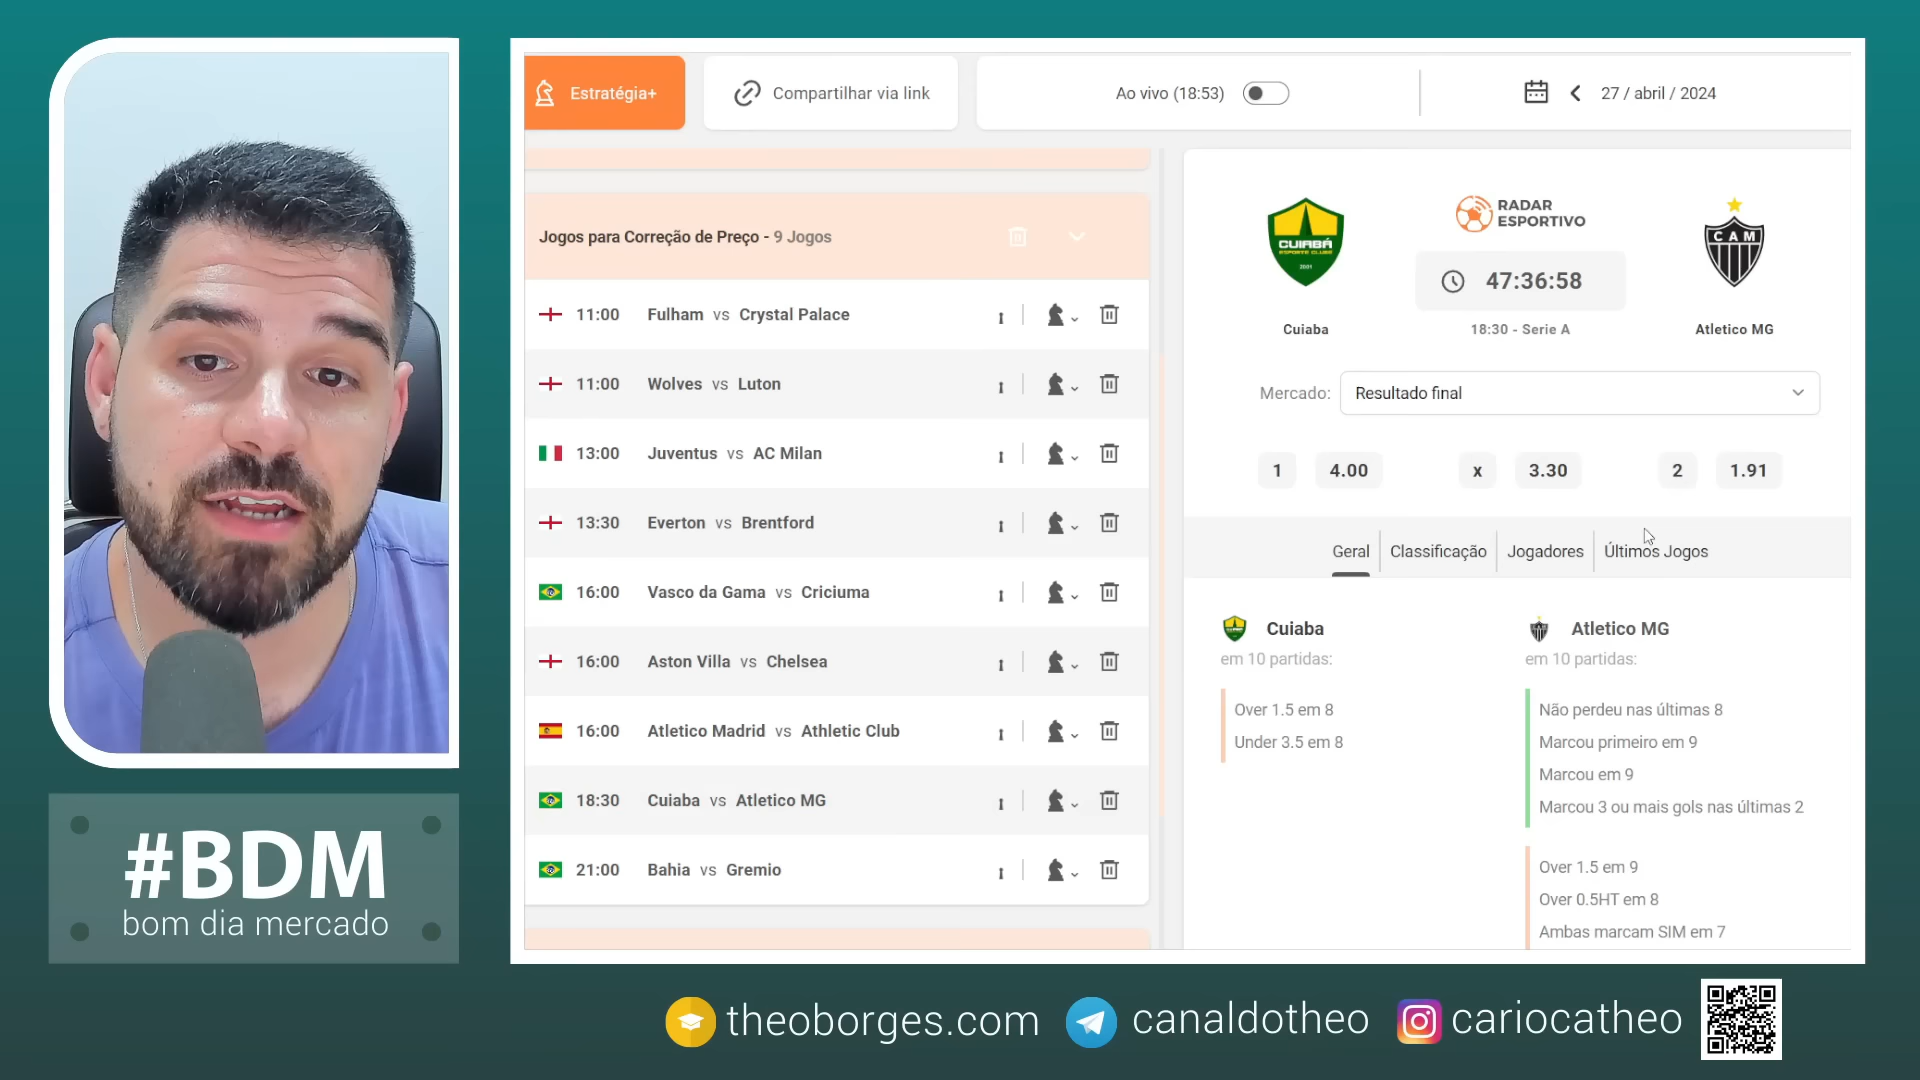 Estratégia+
Compartilhar via link
Ao vivo (18:53)
27 / abril / 2024
Jogos para Correção de Preço - 9 Jogos
11:00 Fulham vs Crystal Palace
11:00 Wolves vs Luton
13:00 Juventus vs AC Milan
13:30 Everton vs Brentford
16:00 Vasco da Gama vs Criciuma
16:00 Aston Villa vs Chelsea
16:00 Atletico Madrid vs Athletic Club
18:30 Cuiaba vs Atletico MG
21:00 Bahia vs Gremio
CUIABÁ
ESPORTE CLUBE
2001
RADAR
ESPORTIVO
CAM
47:36:58
Cuiaba
18:30 - Serie A
Atletico MG
Mercado: Resultado final
1 4.00 x 3.30 2 1.91
Geral Classificação Jogadores Últimos Jogos
Cuiaba
em 10 partidas:
Over 1.5 em 8
Under 3.5 em 8
Atletico MG
em 10 partidas:
Não perdeu nas últimas 8
Marcou primeiro em 9
Marcou em 9
Marcou 3 ou mais gols nas últimas 2
Over 1.5 em 9
Over 0.5HT em 8
Ambas marcam SIM em 7
#BDM
bom dia mercado
theoborges.com
canaldotheo
cariocatheo